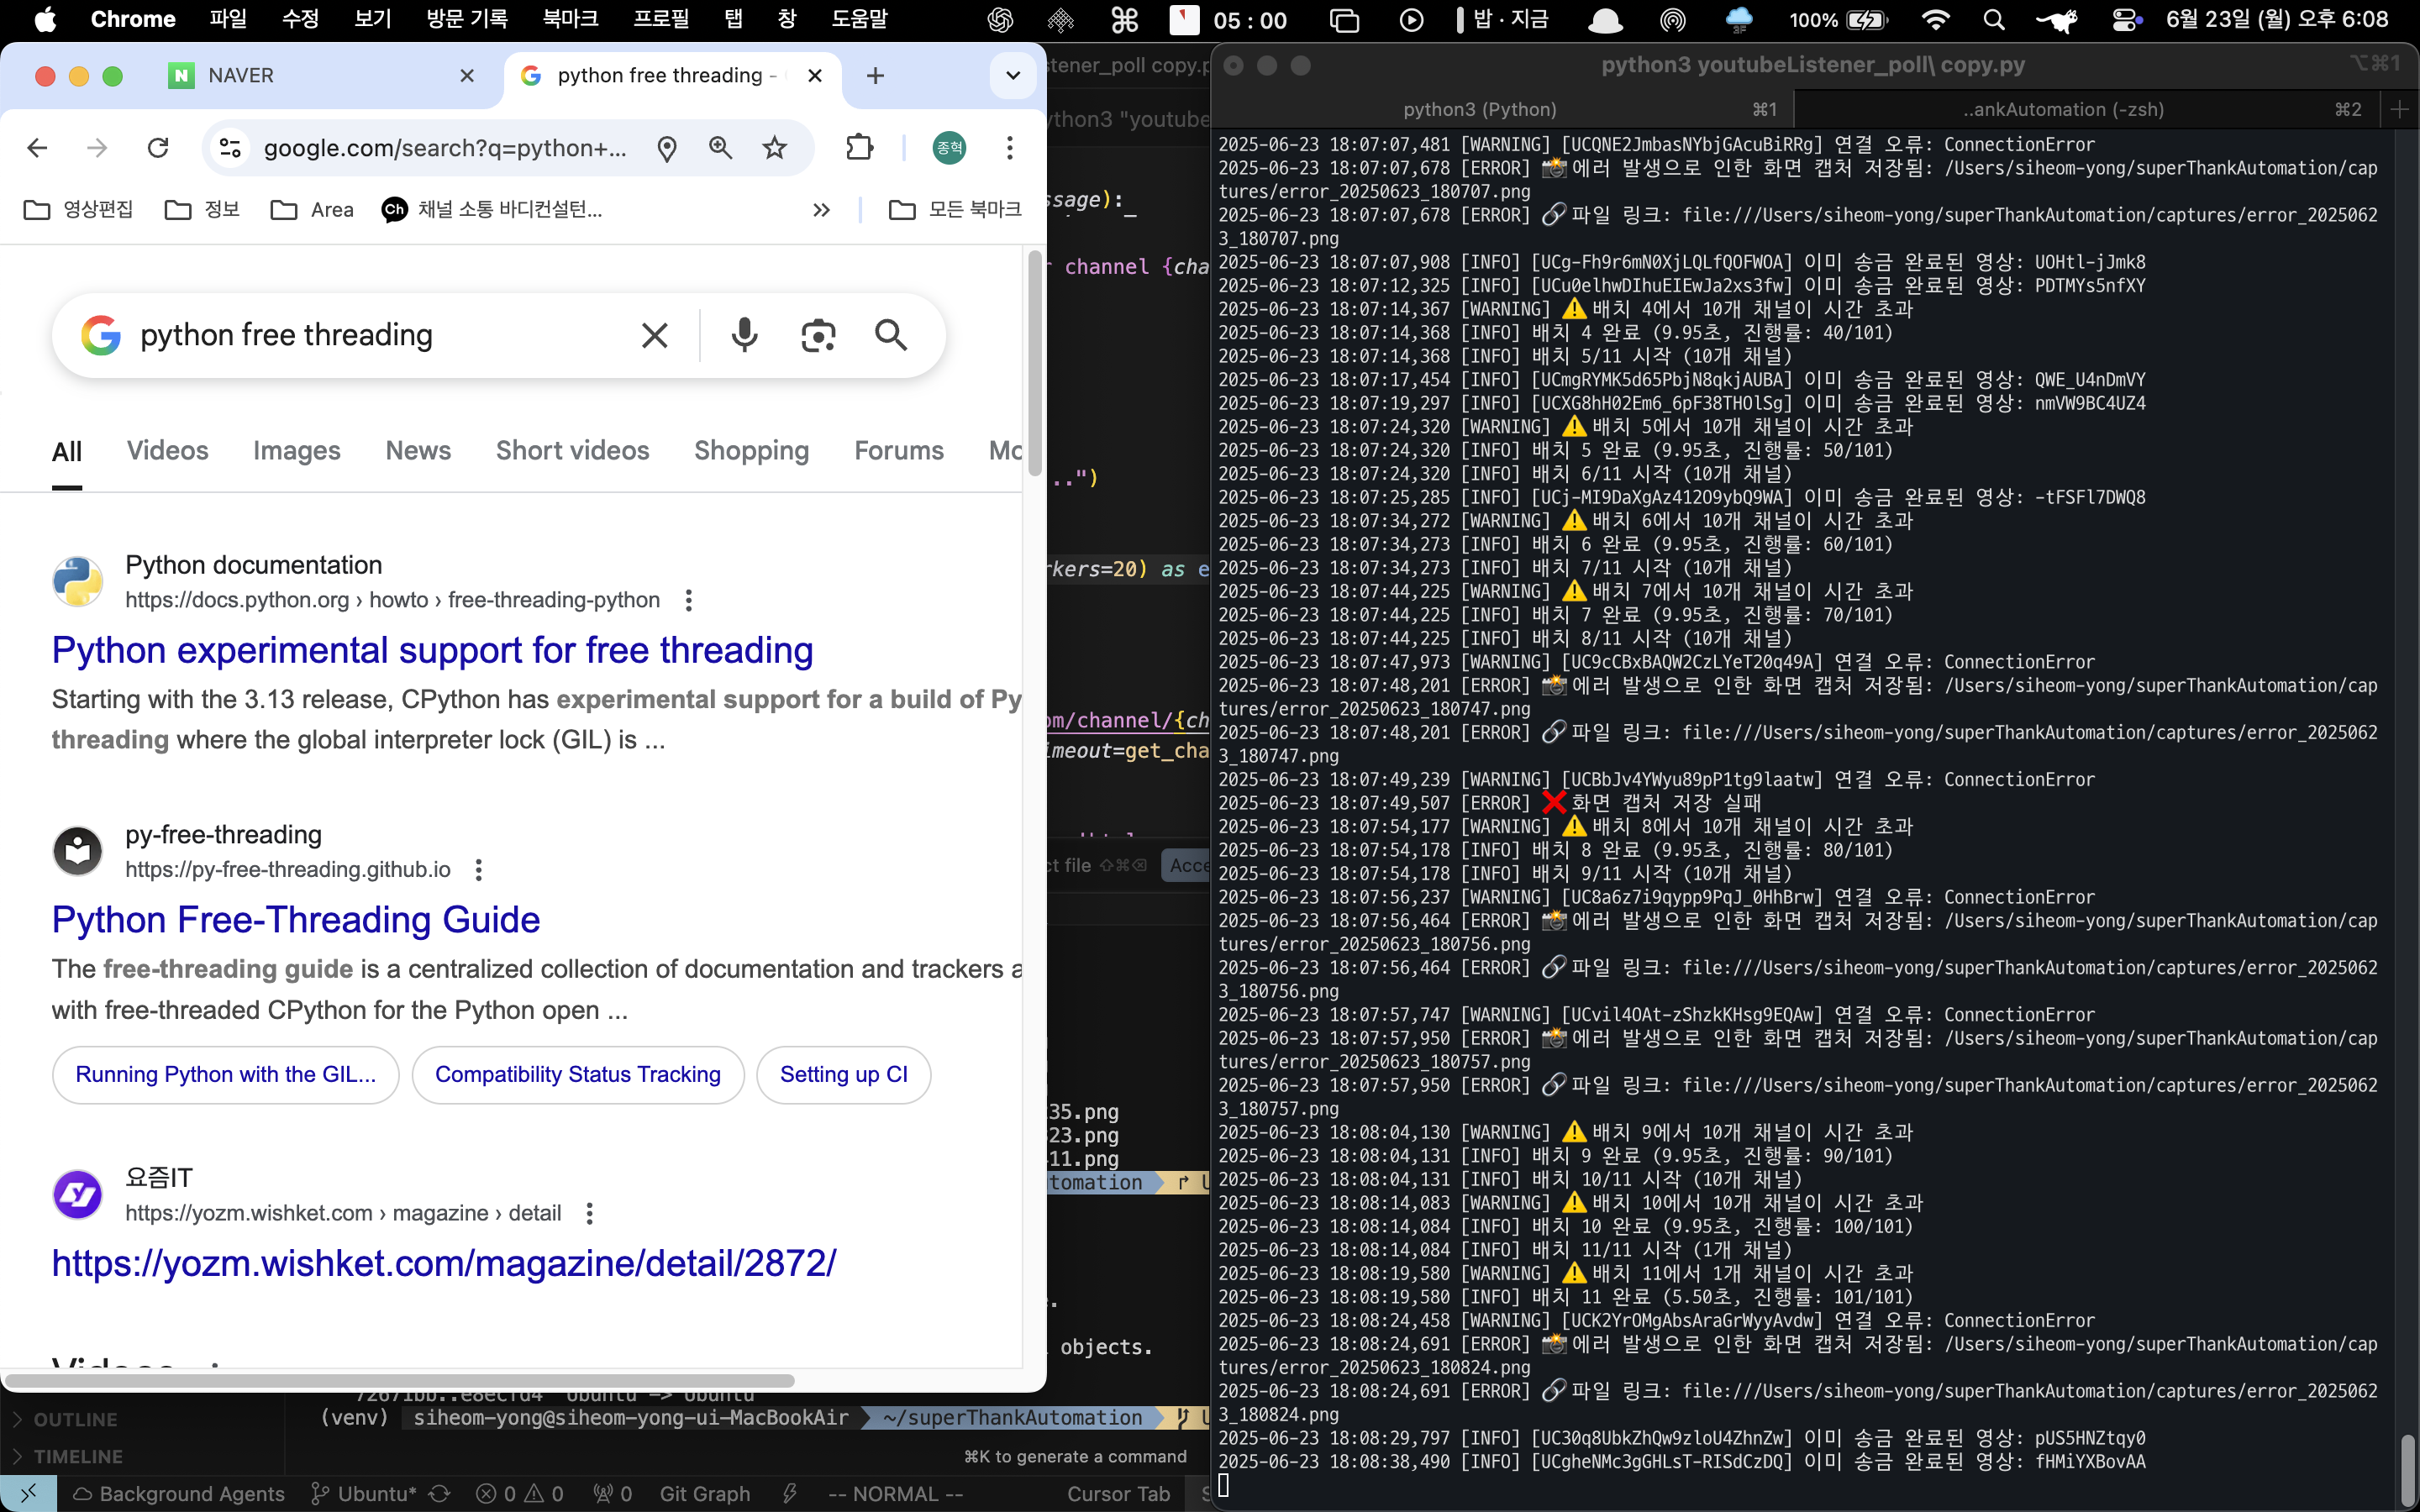 Chrome 파일 수정 보기 방문 기록 북마크 프로필 탭 창 도움말 05 : 00 밥 · 지금 100% 6월 23일 (월) 오후 6:08
NAVER
python free threading -
google.com/search?q=python+...
종혁
영상편집 정보 Area Ch 채널 소통 바디컨설턴... 모든 북마크
python free threading
All Videos Images News Short videos Shopping Forums Mo
Python documentation
https://docs.python.org › howto › free-threading-python
Python experimental support for free threading
Starting with the 3.13 release, CPython has experimental support for a build of Py
threading where the global interpreter lock (GIL) is ...
py-free-threading
https://py-free-threading.github.io
Python Free-Threading Guide
The free-threading guide is a centralized collection of documentation and trackers a
with free-threaded CPython for the Python open ...
Running Python with the GIL... Compatibility Status Tracking Setting up CI
요즘IT
https://yozm.wishket.com › magazine › detail
https://yozm.wishket.com/magazine/detail/2872/
Videos
stener_poll copy.p
ython3 "youtube
ssage):
r channel {cha
..")
rkers=20) as e
om/channel/{ch
imeout=get_cha
ct file ⇧⌘⌫ Acce
35.png
23.png
11.png
tomation
objects.
(venv) siheom-yong@siheom-yong-ui-MacBookAir ~/superThankAutomation
⌘K to generate a command
OUTLINE
TIMELINE
Background Agents Ubuntu* 0 0 0 Git Graph -- NORMAL -- Cursor Tab
python3 youtubeListener_poll\ copy.py ⌥⌘1
python3 (Python) ⌘1 ..ankAutomation (-zsh) ⌘2
2025-06-23 18:07:07,481 [WARNING] [UCQNE2JmbasNYbjGAcuBiRRg] 연결 오류: ConnectionError
2025-06-23 18:07:07,678 [ERROR] 📸 에러 발생으로 인한 화면 캡처 저장됨: /Users/siheom-yong/superThankAutomation/cap
tures/error_20250623_180707.png
2025-06-23 18:07:07,678 [ERROR] 🔗 파일 링크: file:///Users/siheom-yong/superThankAutomation/captures/error_2025062
3_180707.png
2025-06-23 18:07:07,908 [INFO] [UCg-Fh9r6mN0XjLQLfQOFWOA] 이미 송금 완료된 영상: UOHtl-jJmk8
2025-06-23 18:07:12,325 [INFO] [UCu0elhwDIhuEIEwJa2xs3fw] 이미 송금 완료된 영상: PDTMYs5nfXY
2025-06-23 18:07:14,367 [WARNING] ⚠️ 배치 4에서 10개 채널이 시간 초과
2025-06-23 18:07:14,368 [INFO] 배치 4 완료 (9.95초, 진행률: 40/101)
2025-06-23 18:07:14,368 [INFO] 배치 5/11 시작 (10개 채널)
2025-06-23 18:07:17,454 [INFO] [UCmgRYMK5d65PbjN8qkjAUBA] 이미 송금 완료된 영상: QWE_U4nDmVY
2025-06-23 18:07:19,297 [INFO] [UCXG8hH02Em6_6pF38THOlSg] 이미 송금 완료된 영상: nmVW9BC4UZ4
2025-06-23 18:07:24,320 [WARNING] ⚠️ 배치 5에서 10개 채널이 시간 초과
2025-06-23 18:07:24,320 [INFO] 배치 5 완료 (9.95초, 진행률: 50/101)
2025-06-23 18:07:24,320 [INFO] 배치 6/11 시작 (10개 채널)
2025-06-23 18:07:25,285 [INFO] [UCj-MI9DaXgAz412O9ybQ9WA] 이미 송금 완료된 영상: -tFSFl7DWQ8
2025-06-23 18:07:34,272 [WARNING] ⚠️ 배치 6에서 10개 채널이 시간 초과
2025-06-23 18:07:34,273 [INFO] 배치 6 완료 (9.95초, 진행률: 60/101)
2025-06-23 18:07:34,273 [INFO] 배치 7/11 시작 (10개 채널)
2025-06-23 18:07:44,225 [WARNING] ⚠️ 배치 7에서 10개 채널이 시간 초과
2025-06-23 18:07:44,225 [INFO] 배치 7 완료 (9.95초, 진행률: 70/101)
2025-06-23 18:07:44,225 [INFO] 배치 8/11 시작 (10개 채널)
2025-06-23 18:07:47,973 [WARNING] [UC9cCBxBAQW2CzLYeT20q49A] 연결 오류: ConnectionError
2025-06-23 18:07:48,201 [ERROR] 📸 에러 발생으로 인한 화면 캡처 저장됨: /Users/siheom-yong/superThankAutomation/cap
tures/error_20250623_180747.png
2025-06-23 18:07:48,201 [ERROR] 🔗 파일 링크: file:///Users/siheom-yong/superThankAutomation/captures/error_2025062
3_180747.png
2025-06-23 18:07:49,239 [WARNING] [UCBbJv4YWyu89pP1tg9laatw] 연결 오류: ConnectionError
2025-06-23 18:07:49,507 [ERROR] ❌ 화면 캡처 저장 실패
2025-06-23 18:07:54,177 [WARNING] ⚠️ 배치 8에서 10개 채널이 시간 초과
2025-06-23 18:07:54,178 [INFO] 배치 8 완료 (9.95초, 진행률: 80/101)
2025-06-23 18:07:54,178 [INFO] 배치 9/11 시작 (10개 채널)
2025-06-23 18:07:56,237 [WARNING] [UC8a6z7i9qypp9PqJ_0HhBrw] 연결 오류: ConnectionError
2025-06-23 18:07:56,464 [ERROR] 📸 에러 발생으로 인한 화면 캡처 저장됨: /Users/siheom-yong/superThankAutomation/cap
tures/error_20250623_180756.png
2025-06-23 18:07:56,464 [ERROR] 🔗 파일 링크: file:///Users/siheom-yong/superThankAutomation/captures/error_2025062
3_180756.png
2025-06-23 18:07:57,747 [WARNING] [UCvil4OAt-zShzkKHsg9EQAw] 연결 오류: ConnectionError
2025-06-23 18:07:57,950 [ERROR] 📸 에러 발생으로 인한 화면 캡처 저장됨: /Users/siheom-yong/superThankAutomation/cap
tures/error_20250623_180757.png
2025-06-23 18:07:57,950 [ERROR] 🔗 파일 링크: file:///Users/siheom-yong/superThankAutomation/captures/error_2025062
3_180757.png
2025-06-23 18:08:04,130 [WARNING] ⚠️ 배치 9에서 10개 채널이 시간 초과
2025-06-23 18:08:04,131 [INFO] 배치 9 완료 (9.95초, 진행률: 90/101)
2025-06-23 18:08:04,131 [INFO] 배치 10/11 시작 (10개 채널)
2025-06-23 18:08:14,083 [WARNING] ⚠️ 배치 10에서 10개 채널이 시간 초과
2025-06-23 18:08:14,084 [INFO] 배치 10 완료 (9.95초, 진행률: 100/101)
2025-06-23 18:08:14,084 [INFO] 배치 11/11 시작 (1개 채널)
2025-06-23 18:08:19,580 [WARNING] ⚠️ 배치 11에서 1개 채널이 시간 초과
2025-06-23 18:08:19,580 [INFO] 배치 11 완료 (5.50초, 진행률: 101/101)
2025-06-23 18:08:24,458 [WARNING] [UCK2YrOMgAbsAraGrWyyAvdw] 연결 오류: ConnectionError
2025-06-23 18:08:24,691 [ERROR] 📸 에러 발생으로 인한 화면 캡처 저장됨: /Users/siheom-yong/superThankAutomation/cap
tures/error_20250623_180824.png
2025-06-23 18:08:24,691 [ERROR] 🔗 파일 링크: file:///Users/siheom-yong/superThankAutomation/captures/error_2025062
3_180824.png
2025-06-23 18:08:29,797 [INFO] [UC30q8UbkZhQw9zloU4ZhnZw] 이미 송금 완료된 영상: pUS5HNZtqy0
2025-06-23 18:08:38,490 [INFO] [UCgheNMc3gGHLsT-RISdCzDQ] 이미 송금 완료된 영상: fHMiYXBovAA